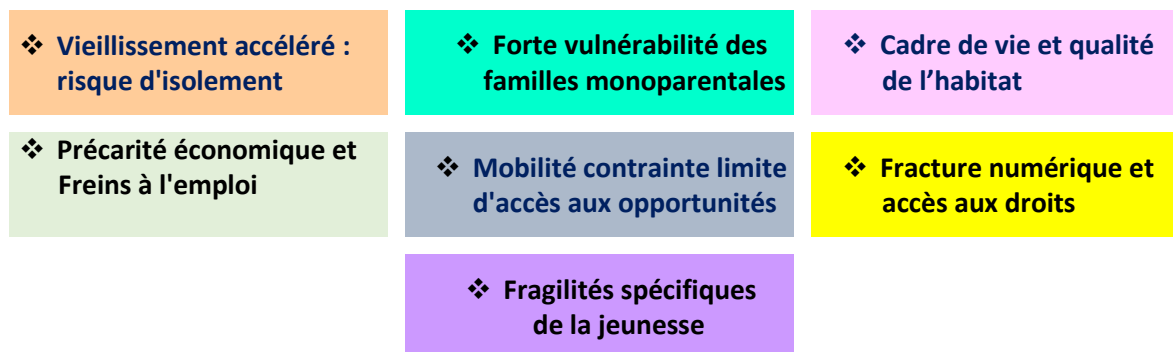 ❖ Vieillissement accéléré :
risque d'isolement
❖ Forte vulnérabilité des
familles monoparentales
❖ Cadre de vie et qualité
de l’habitat
❖ Précarité économique et
Freins à l'emploi
❖ Mobilité contrainte limite
d'accès aux opportunités
❖ Fracture numérique et
accès aux droits
❖ Fragilités spécifiques
de la jeunesse